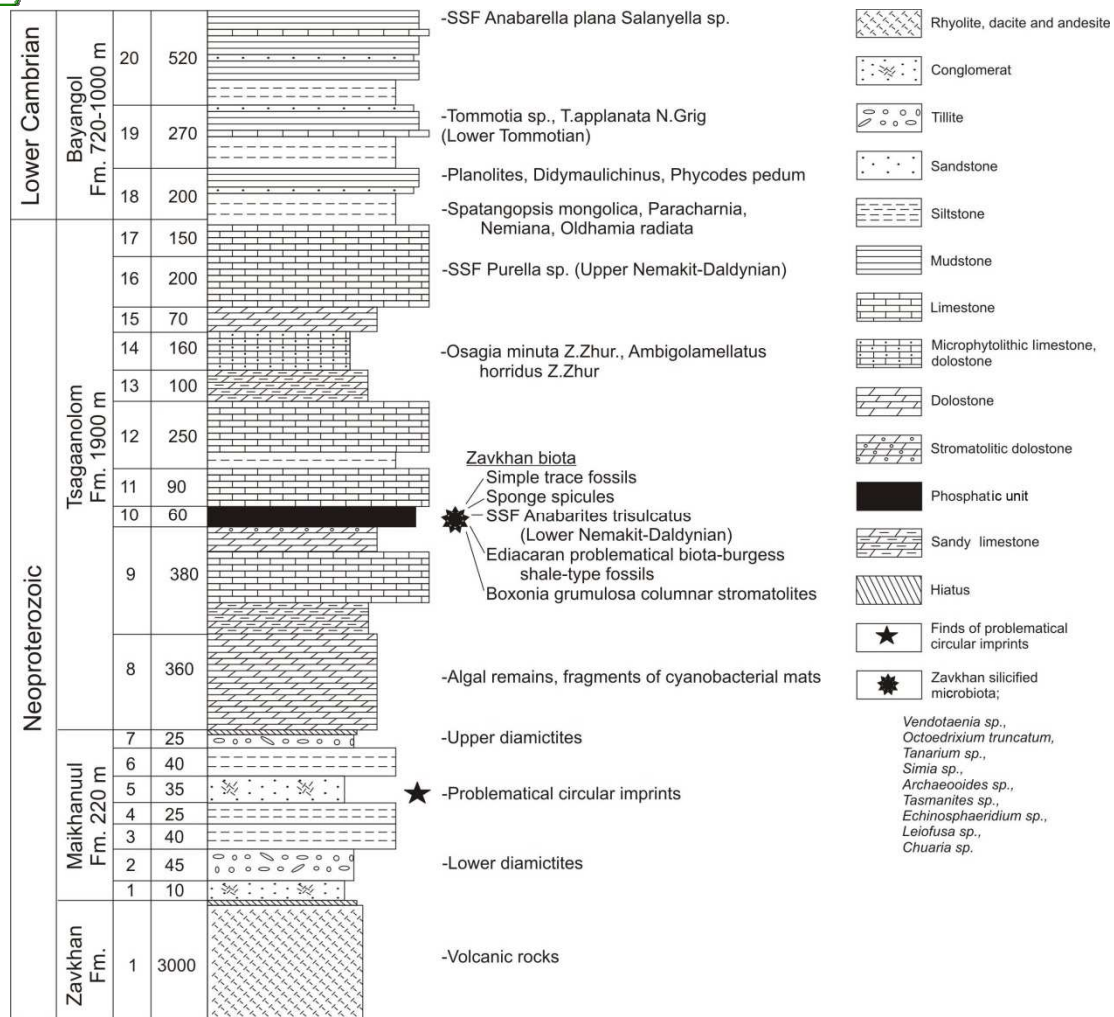 Lower Cambrian
Bayangol
Fm. 720-1000 m
20 520
-SSF Anabarella plana Salanyella sp.
19 270
-Tommotia sp., T.applanata N.Grig
(Lower Tommotian)
18 200
-Planolites, Didymaulichinus, Phycodes pedum
-Spatangopsis mongolica, Paracharnia,
Nemiana, Oldhamia radiata
Neoproterozoic
Tsagaanolom
Fm. 1900 m
17 150
16 200
-SSF Purella sp. (Upper Nemakit-Daldynian)
15 70
14 160
-Osagia minuta Z.Zhur., Ambigolamellatus
horridus Z.Zhur
13 100
12 250
11 90
10 60
Zavkhan biota
Simple trace fossils
Sponge spicules
SSF Anabarites trisulcatus
(Lower Nemakit-Daldynian)
Ediacaran problematical biota-burgess
shale-type fossils
Boxonia grumulosa columnar stromatolites
9 380
8 360
-Algal remains, fragments of cyanobacterial mats
Maikhanuul
Fm. 220 m
7 25
-Upper diamictites
6 40
5 35
-Problematical circular imprints
4 25
3 40
2 45
-Lower diamictites
1 10
Zavkhan
Fm.
1 3000
-Volcanic rocks
Rhyolite, dacite and andesite
Conglomerat
Tillite
Sandstone
Siltstone
Mudstone
Limestone
Microphytolithic limestone,
dolostone
Dolostone
Stromatolitic dolostone
Phosphatic unit
Sandy limestone
Hiatus
Finds of problematical
circular imprints
Zavkhan silicified
microbiota;
Vendotaenia sp.,
Octoedrixium truncatum,
Tanarium sp.,
Simia sp.,
Archaeooides sp.,
Tasmanites sp.,
Echinosphaeridium sp.,
Leiofusa sp.,
Chuaria sp.